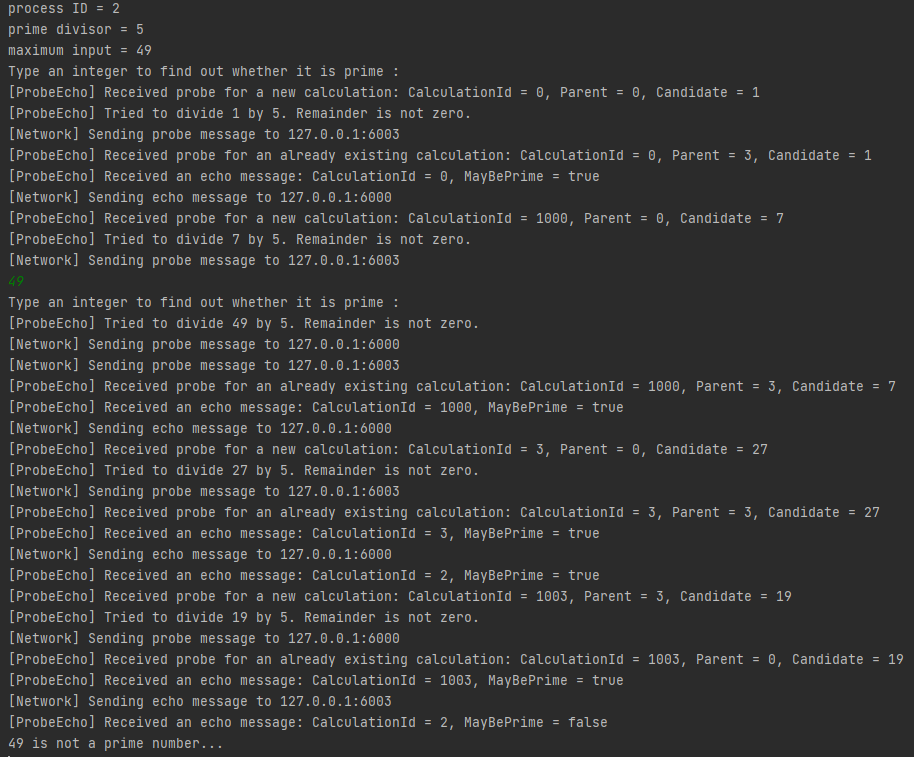 process ID = 2
prime divisor = 5
maximum input = 49
Type an integer to find out whether it is prime :
[ProbeEcho] Received probe for a new calculation: CalculationId = 0, Parent = 0, Candidate = 1
[ProbeEcho] Tried to divide 1 by 5. Remainder is not zero.
[Network] Sending probe message to 127.0.0.1:6003
[ProbeEcho] Received probe for an already existing calculation: CalculationId = 0, Parent = 3, Candidate = 1
[ProbeEcho] Received an echo message: CalculationId = 0, MayBePrime = true
[Network] Sending echo message to 127.0.0.1:6000
[ProbeEcho] Received probe for a new calculation: CalculationId = 1000, Parent = 0, Candidate = 7
[ProbeEcho] Tried to divide 7 by 5. Remainder is not zero.
[Network] Sending probe message to 127.0.0.1:6003
49
Type an integer to find out whether it is prime :
[ProbeEcho] Tried to divide 49 by 5. Remainder is not zero.
[Network] Sending probe message to 127.0.0.1:6000
[Network] Sending probe message to 127.0.0.1:6003
[ProbeEcho] Received probe for an already existing calculation: CalculationId = 1000, Parent = 3, Candidate = 7
[ProbeEcho] Received an echo message: CalculationId = 1000, MayBePrime = true
[Network] Sending echo message to 127.0.0.1:6000
[ProbeEcho] Received probe for a new calculation: CalculationId = 3, Parent = 0, Candidate = 27
[ProbeEcho] Tried to divide 27 by 5. Remainder is not zero.
[Network] Sending probe message to 127.0.0.1:6003
[ProbeEcho] Received probe for an already existing calculation: CalculationId = 3, Parent = 3, Candidate = 27
[ProbeEcho] Received an echo message: CalculationId = 3, MayBePrime = true
[Network] Sending echo message to 127.0.0.1:6000
[ProbeEcho] Received an echo message: CalculationId = 2, MayBePrime = true
[ProbeEcho] Received probe for a new calculation: CalculationId = 1003, Parent = 3, Candidate = 19
[ProbeEcho] Tried to divide 19 by 5. Remainder is not zero.
[Network] Sending probe message to 127.0.0.1:6000
[ProbeEcho] Received probe for an already existing calculation: CalculationId = 1003, Parent = 0, Candidate = 19
[ProbeEcho] Received an echo message: CalculationId = 1003, MayBePrime = true
[Network] Sending echo message to 127.0.0.1:6003
[ProbeEcho] Received an echo message: CalculationId = 2, MayBePrime = false
49 is not a prime number...